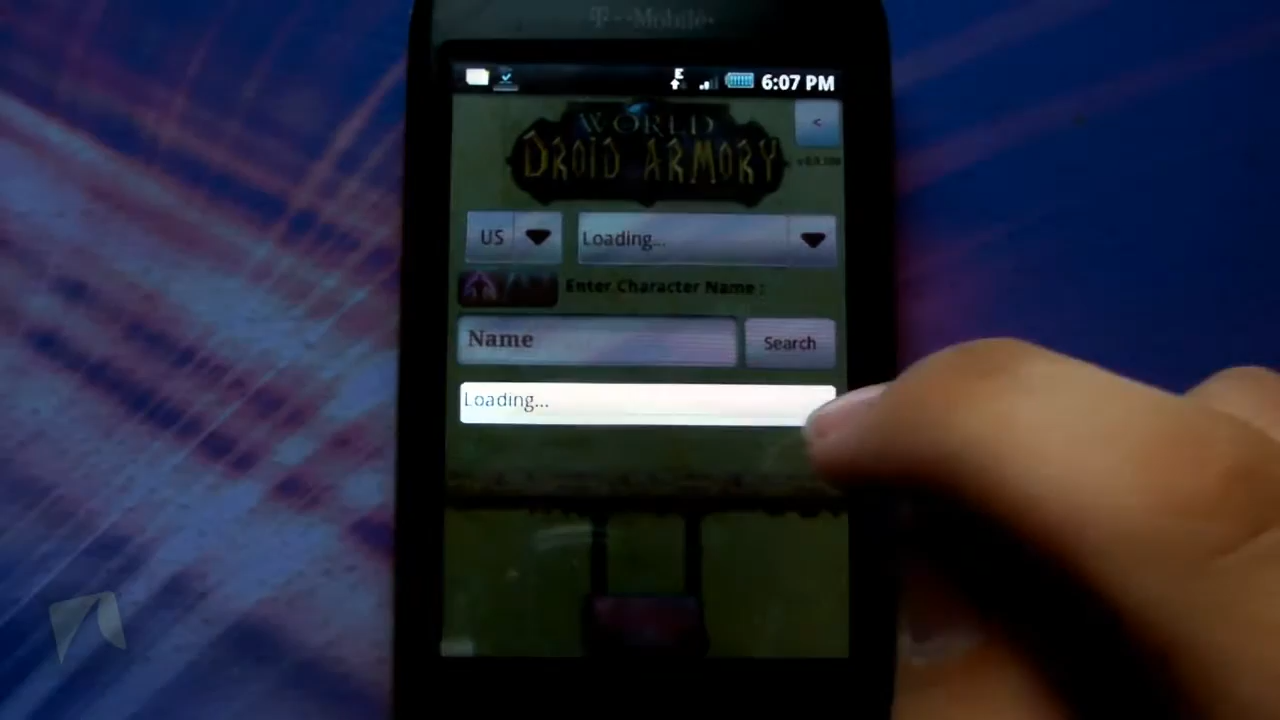 T-Mobile
E
6:07 PM
WORLD
DROID ARMORY
<
US
Loading...
Enter Character Name :
Name
Search
Loading...